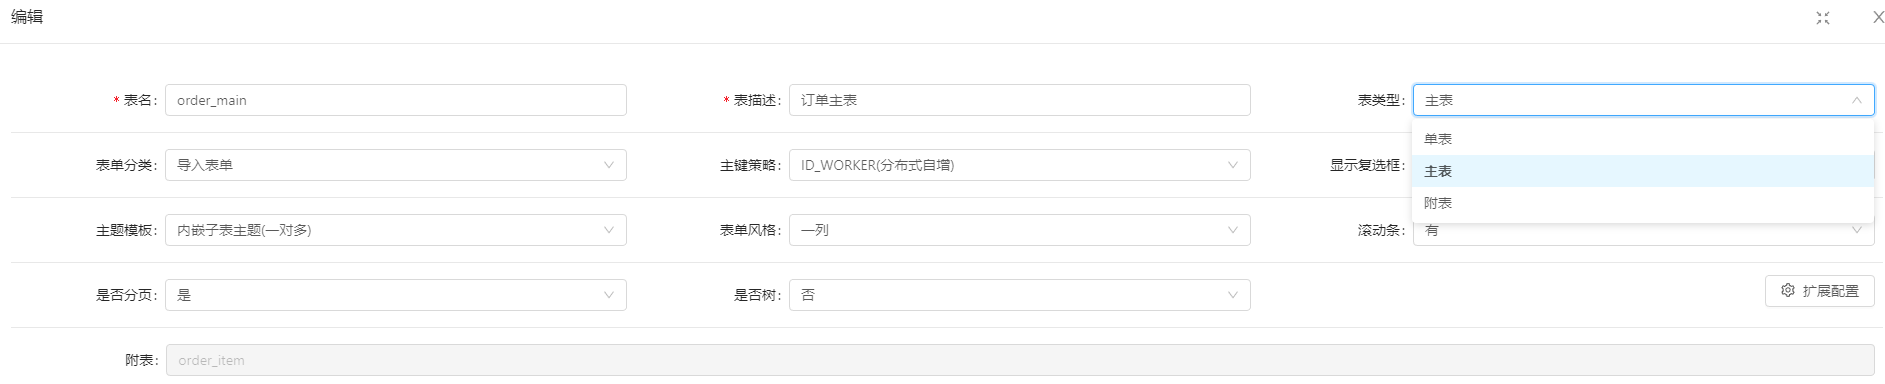 编辑
* 表名： order_main * 表描述： 订单主表 表类型： 主表
单表
表单分类： 导入表单 主键策略： ID_WORKER(分布式自增) 显示复选框： 主表
附表
主题模板： 内嵌子表主题(一对多) 表单风格： 一列 滚动条： 有
是否分页： 是 是否树： 否 扩展配置
附表： order_item